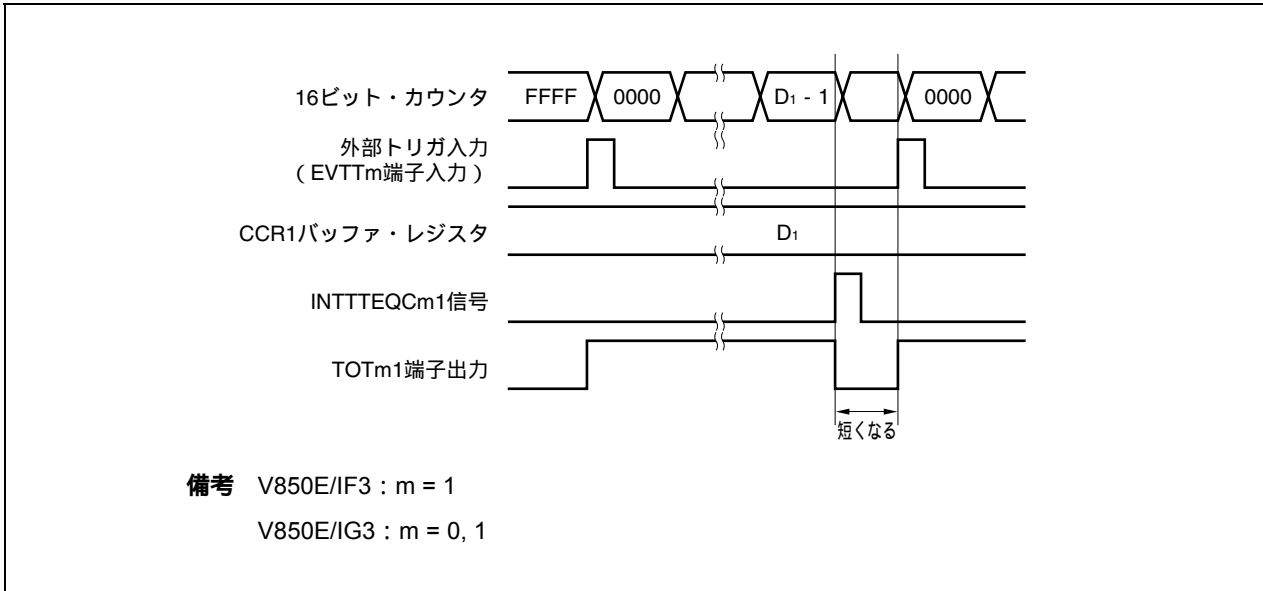 16ビット・カウンタ FFFF 0000 D1 - 1 0000
外部トリガ入力
（EVTTm端子入力）
CCR1バッファ・レジスタ D1
INTTTEQCm1信号
TOTm1端子出力
短くなる
備考 V850E/IF3：m = 1
V850E/IG3：m = 0, 1